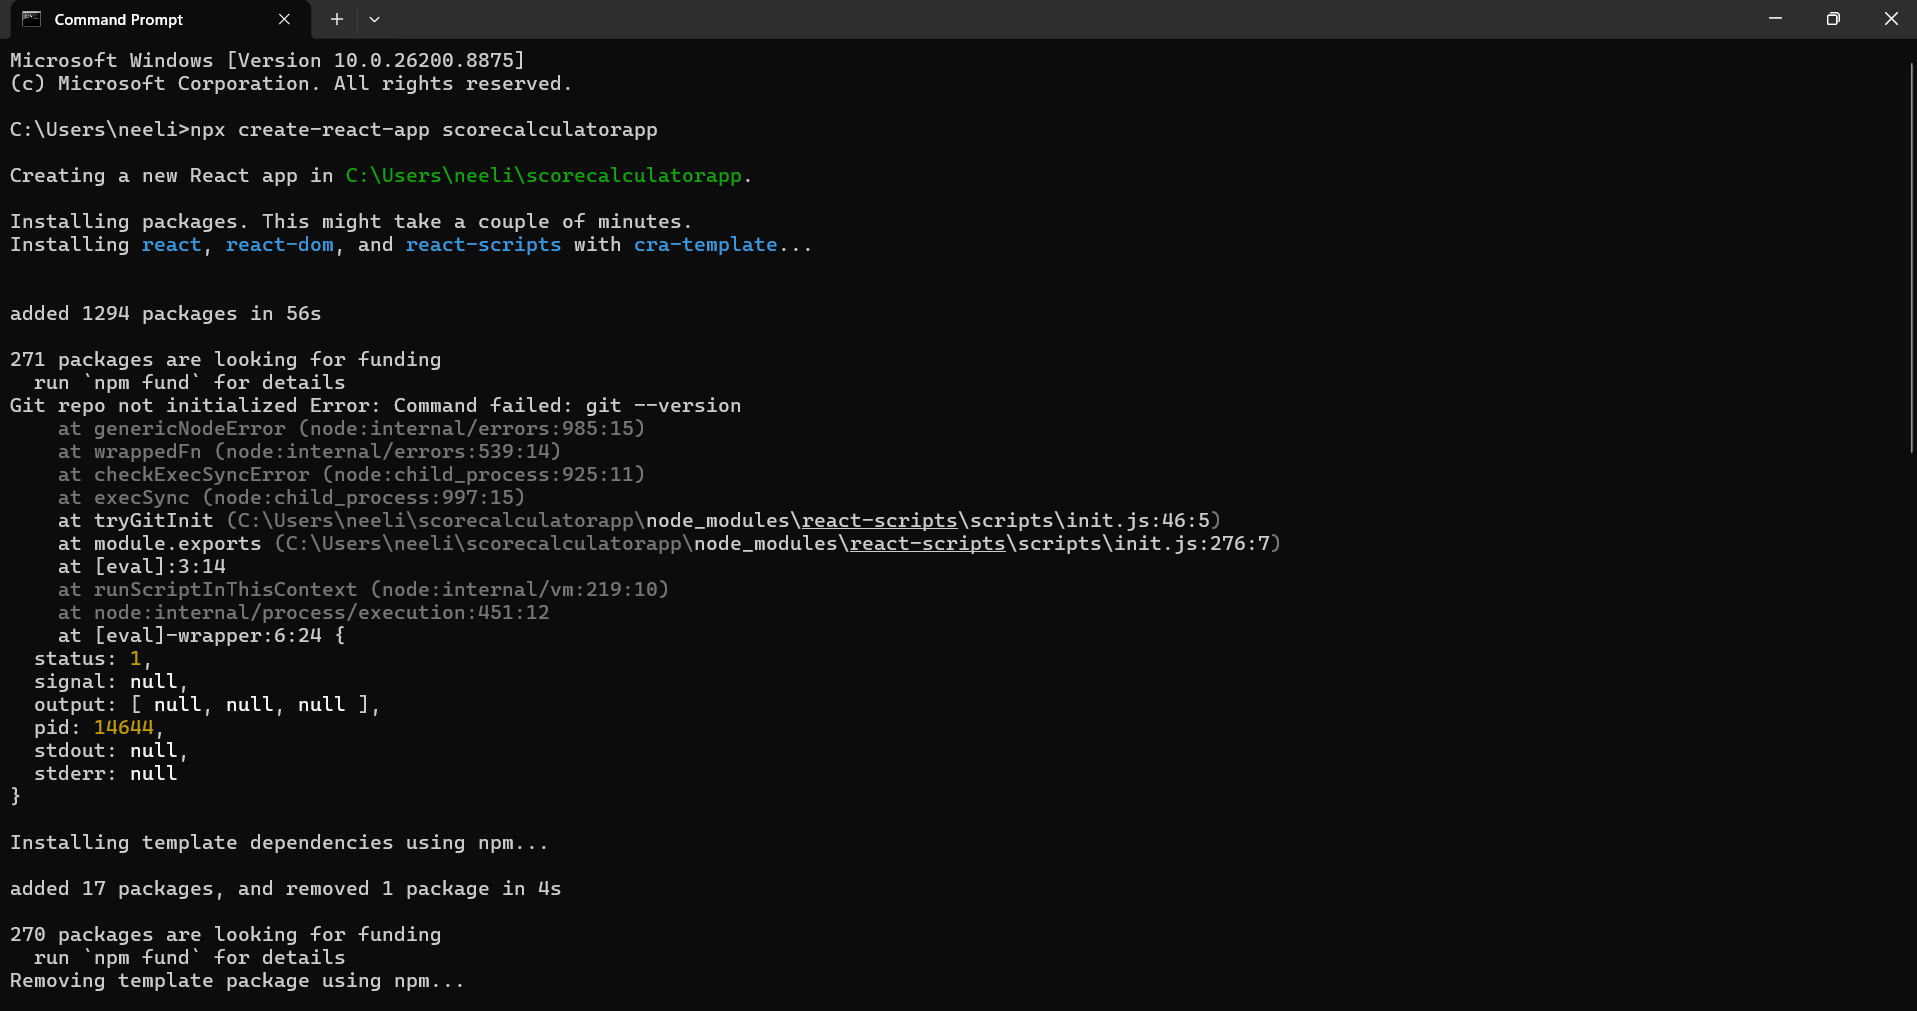 Command Prompt
Microsoft Windows [Version 10.0.26200.8875]
(c) Microsoft Corporation. All rights reserved.
C:\Users\neeli>npx create-react-app scorecalculatorapp
Creating a new React app in C:\Users\neeli\scorecalculatorapp.
Installing packages. This might take a couple of minutes.
Installing react, react-dom, and react-scripts with cra-template...
added 1294 packages in 56s
271 packages are looking for funding
  run `npm fund` for details
Git repo not initialized Error: Command failed: git --version
    at genericNodeError (node:internal/errors:985:15)
    at wrappedFn (node:internal/errors:539:14)
    at checkExecSyncError (node:child_process:925:11)
    at execSync (node:child_process:997:15)
    at tryGitInit (C:\Users\neeli\scorecalculatorapp\node_modules\react-scripts\scripts\init.js:46:5)
    at module.exports (C:\Users\neeli\scorecalculatorapp\node_modules\react-scripts\scripts\init.js:276:7)
    at [eval]:3:14
    at runScriptInThisContext (node:internal/vm:219:10)
    at node:internal/process/execution:451:12
    at [eval]-wrapper:6:24 {
  status: 1,
  signal: null,
  output: [ null, null, null ],
  pid: 14644,
  stdout: null,
  stderr: null
}
Installing template dependencies using npm...
added 17 packages, and removed 1 package in 4s
270 packages are looking for funding
  run `npm fund` for details
Removing template package using npm...